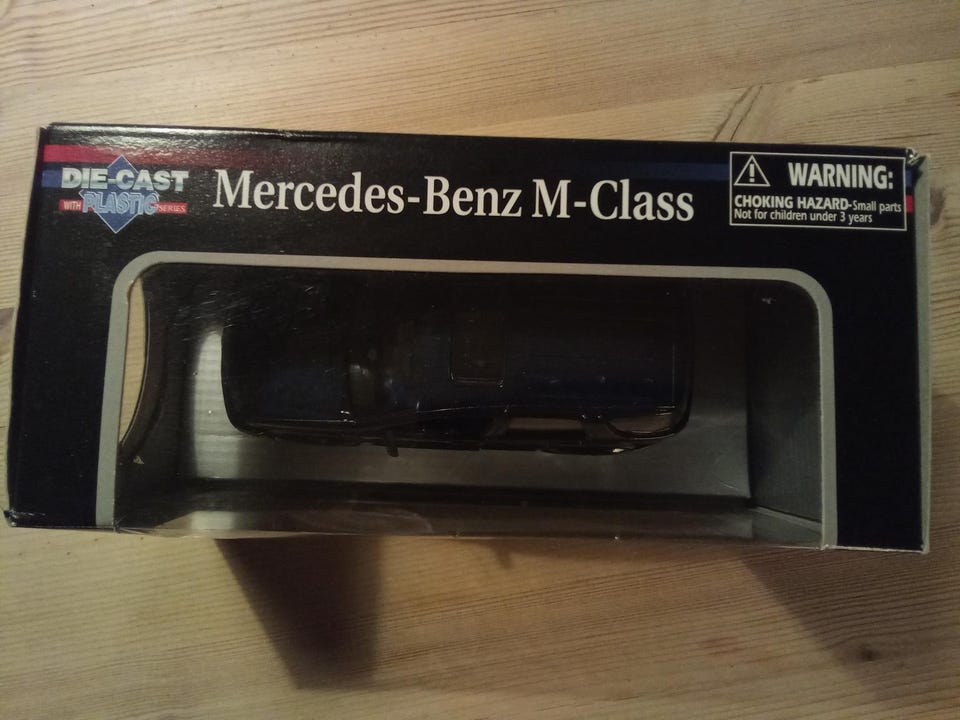 DIE-CAST
WITH PLASTIC SERIES
Mercedes-Benz M-Class
WARNING:
CHOKING HAZARD-Small parts
Not for children under 3 years